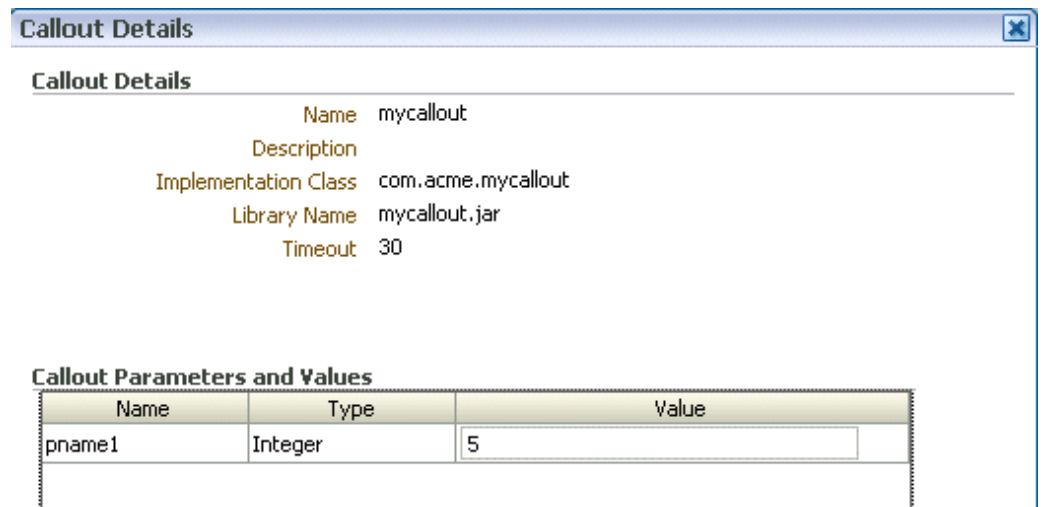 Callout Details
Callout Details
Name mycallout
Description
Implementation Class com.acme.mycallout
Library Name mycallout.jar
Timeout 30
Callout Parameters and Values
Name Type Value
pname1 Integer 5